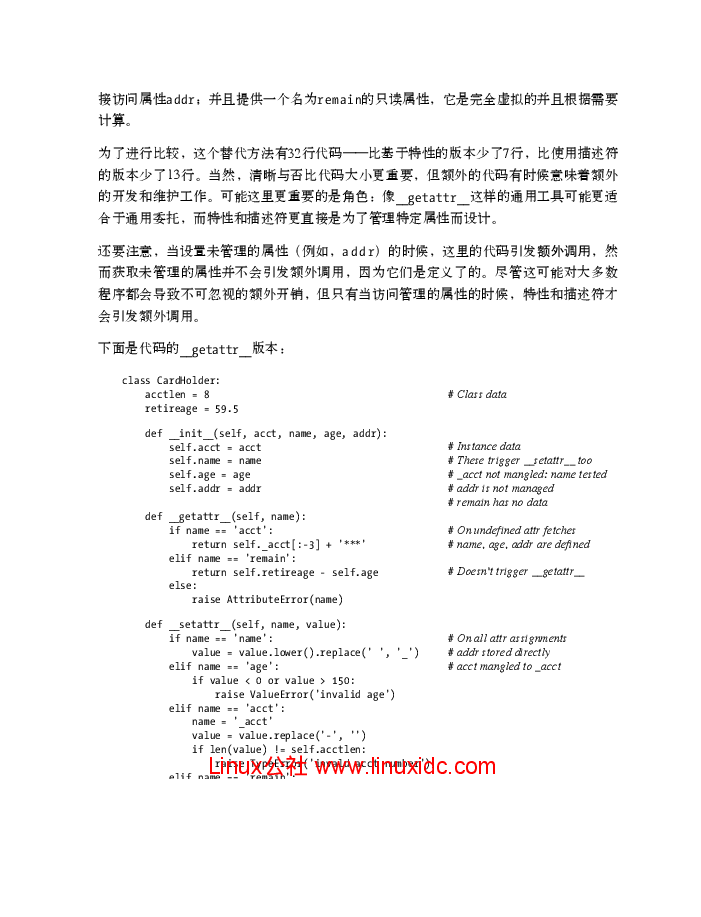 接访问属性addr；并且提供一个名为remain的只读属性，它是完全虚拟的并且根据需要
计算。
为了进行比较，这个替代方法有32行代码——比基于特性的版本少了7行，比使用描述符
的版本少了13行。当然，清晰与否比代码大小更重要，但额外的代码有时候意味着额外
的开发和维护工作。可能这里更重要的是角色：像__getattr__这样的通用工具可能更适
合于通用委托，而特性和描述符更直接是为了管理特定属性而设计。
还要注意，当设置未管理的属性（例如，addr）的时候，这里的代码引发额外调用，然
而获取未管理的属性并不会引发额外调用，因为它们是定义了的。尽管这可能对大多数
程序都会导致不可忽视的额外开销，但只有当访问管理的属性的时候，特性和描述符才
会引发额外调用。
下面是代码的__getattr__版本：
class CardHolder:
acctlen = 8 # Class data
retireage = 59.5
def __init__(self, acct, name, age, addr):
self.acct = acct # Instance data
self.name = name # These trigger __setattr__ too
self.age = age # _acct not mangled: name tested
self.addr = addr # addr is not managed
# remain has no data
def __getattr__(self, name):
if name == 'acct': # On undefined attr fetches
return self._acct[:-3] + '***' # name, age, addr are defined
elif name == 'remain':
return self.retireage - self.age # Doesn't trigger __getattr__
else:
raise AttributeError(name)
def __setattr__(self, name, value):
if name == 'name': # On all attr assignments
value = value.lower().replace(' ', '_') # addr stored directly
elif name == 'age': # acct mangled to _acct
if value < 0 or value > 150:
raise ValueError('invalid age')
elif name == 'acct':
name = '_acct'
value = value.replace('-', '')
if len(value) != self.acctlen:
raise TypeError('invald acct number')
Linux公社 www.linuxidc.com
elif name == 'remain':